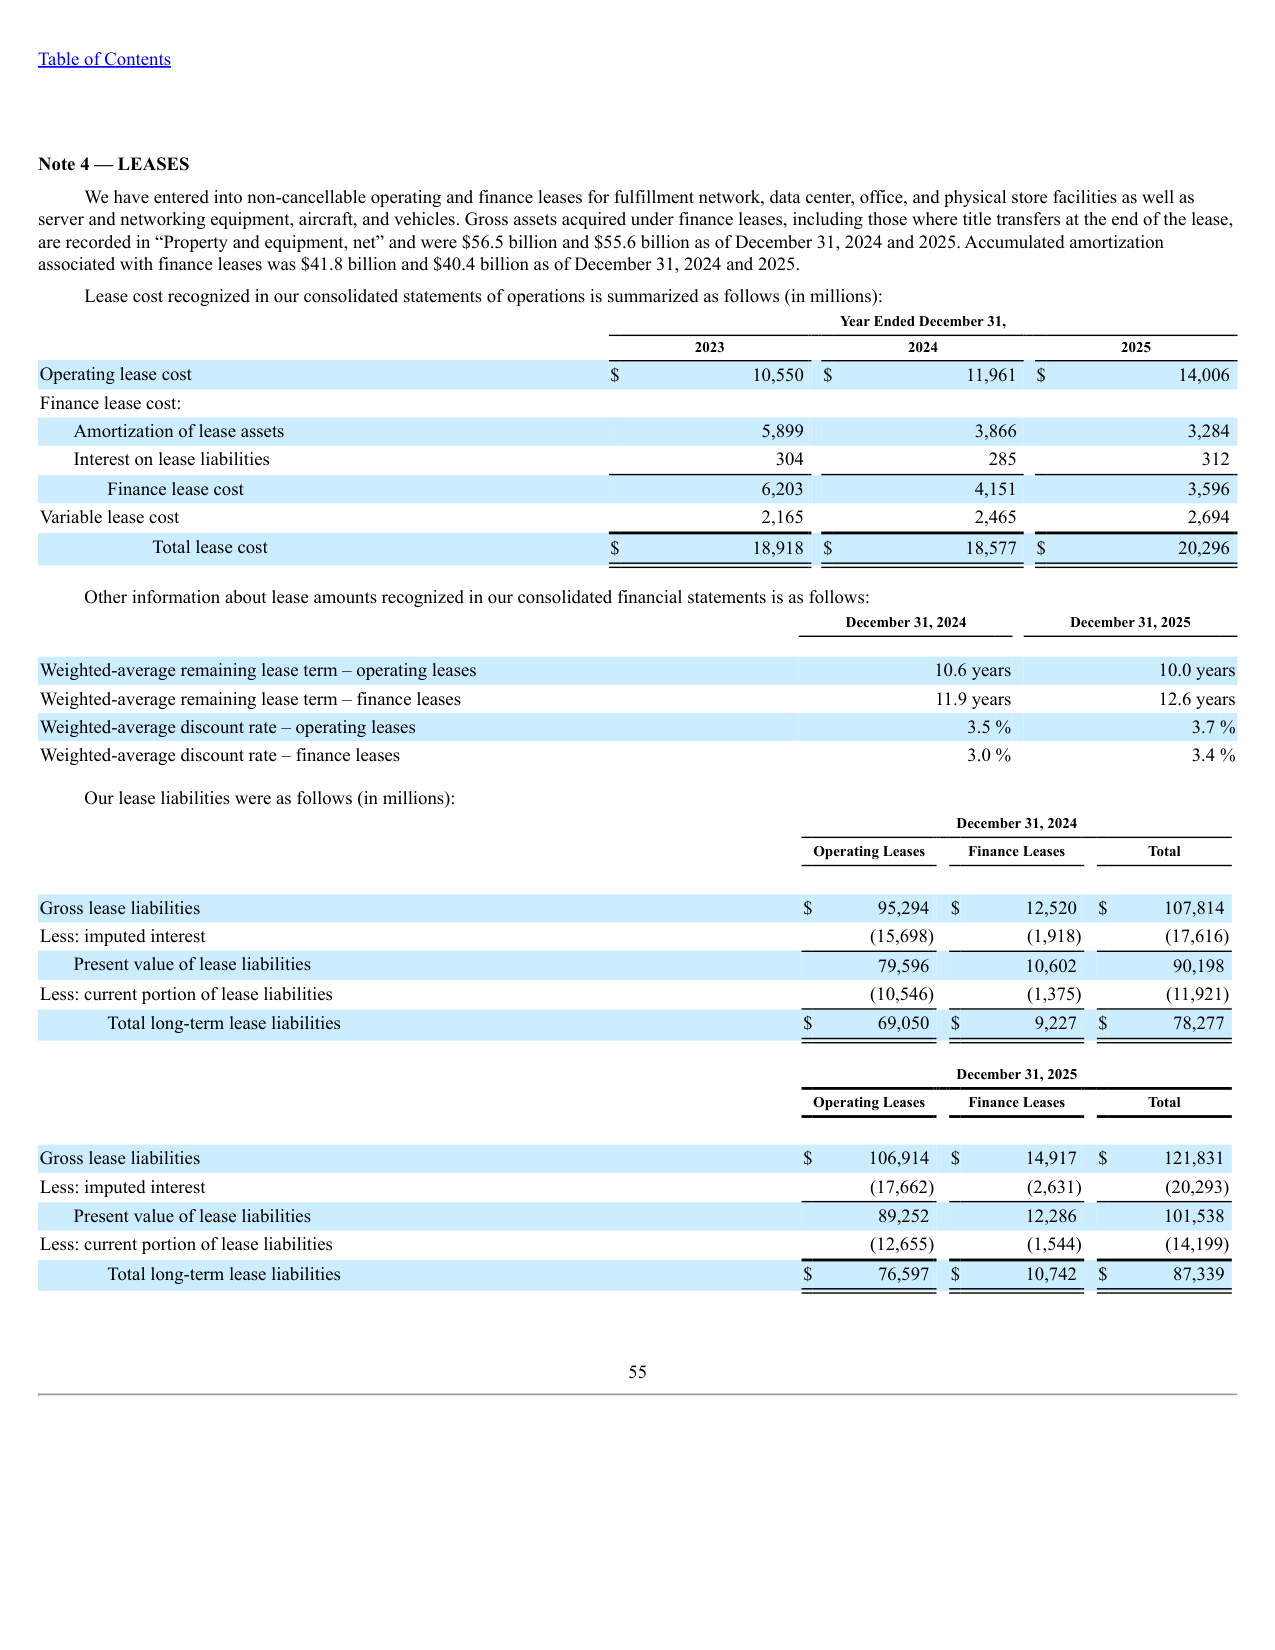 Table of Contents
Note 4 — LEASES
We have entered into non-cancellable operating and finance leases for fulfillment network, data center, office, and physical store facilities as well as
server and networking equipment, aircraft, and vehicles. Gross assets acquired under finance leases, including those where title transfers at the end of the lease,
are recorded in “Property and equipment, net” and were $56.5 billion and $55.6 billion as of December 31, 2024 and 2025. Accumulated amortization
associated with finance leases was $41.8 billion and $40.4 billion as of December 31, 2024 and 2025.
Lease cost recognized in our consolidated statements of operations is summarized as follows (in millions):
Year Ended December 31,
2023 2024 2025
Operating lease cost $ 10,550 $ 11,961 $ 14,006
Finance lease cost:
Amortization of lease assets 5,899 3,866 3,284
Interest on lease liabilities 304 285 312
Finance lease cost 6,203 4,151 3,596
Variable lease cost 2,165 2,465 2,694
Total lease cost $ 18,918 $ 18,577 $ 20,296
Other information about lease amounts recognized in our consolidated financial statements is as follows:
December 31, 2024 December 31, 2025
Weighted-average remaining lease term – operating leases 10.6 years 10.0 years
Weighted-average remaining lease term – finance leases 11.9 years 12.6 years
Weighted-average discount rate – operating leases 3.5 % 3.7 %
Weighted-average discount rate – finance leases 3.0 % 3.4 %
Our lease liabilities were as follows (in millions):
December 31, 2024
Operating Leases Finance Leases Total
Gross lease liabilities $ 95,294 $ 12,520 $ 107,814
Less: imputed interest (15,698) (1,918) (17,616)
Present value of lease liabilities 79,596 10,602 90,198
Less: current portion of lease liabilities (10,546) (1,375) (11,921)
Total long-term lease liabilities $ 69,050 $ 9,227 $ 78,277
December 31, 2025
Operating Leases Finance Leases Total
Gross lease liabilities $ 106,914 $ 14,917 $ 121,831
Less: imputed interest (17,662) (2,631) (20,293)
Present value of lease liabilities 89,252 12,286 101,538
Less: current portion of lease liabilities (12,655) (1,544) (14,199)
Total long-term lease liabilities $ 76,597 $ 10,742 $ 87,339
55